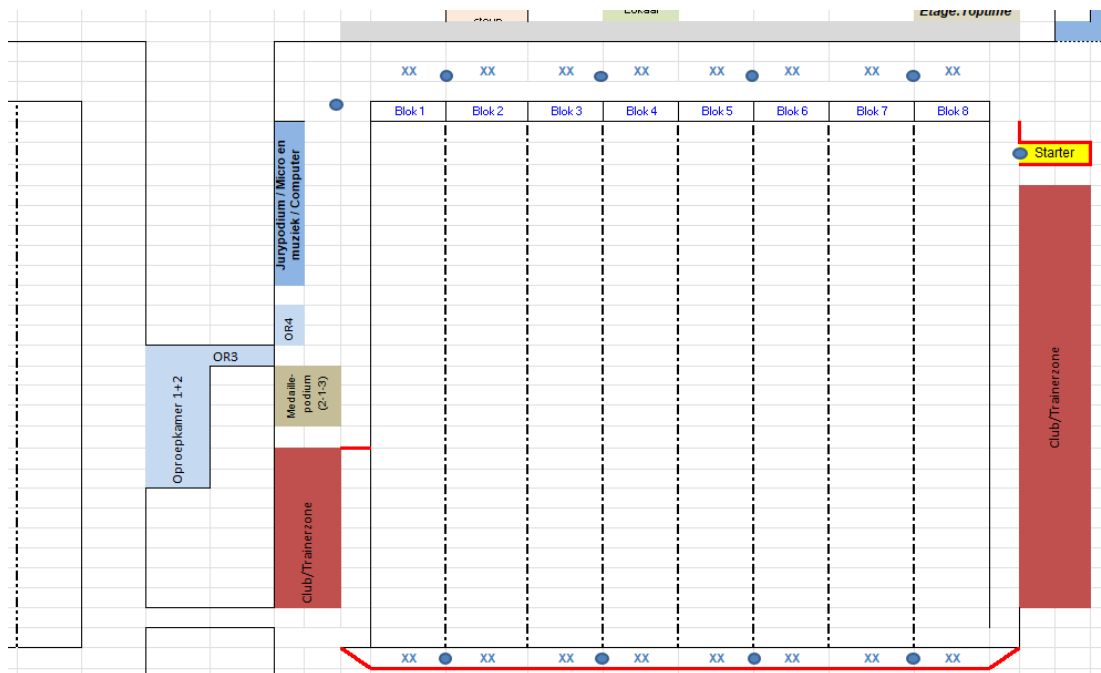 Etage:Toptime
XX XX XX XX XX XX XX XX
Blok 1 Blok 2 Blok 3 Blok 4 Blok 5 Blok 6 Blok 7 Blok 8
Starter
Jurypodium / Micro en
muziek / Computer
OR4
OR3
Oproepkamer 1+2
Medaille-
podium
(2-1-3)
Club/Trainerzone
Club/Trainerzone
XX XX XX XX XX XX XX XX